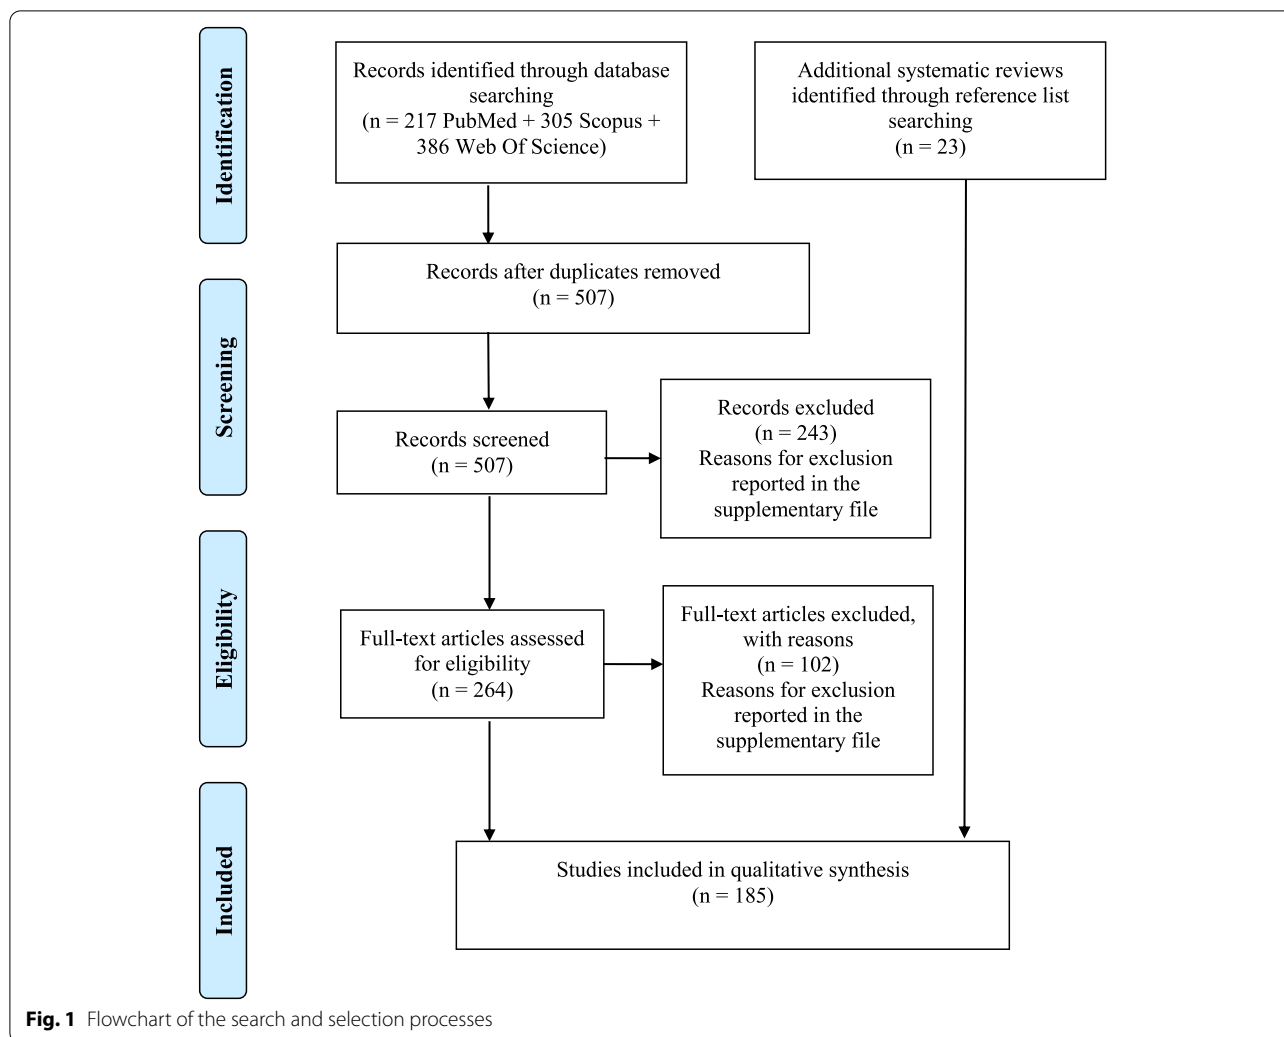 Identification
Records identified through database
searching
(n = 217 PubMed + 305 Scopus +
386 Web Of Science)
Additional systematic reviews
identified through reference list
searching
(n = 23)
Records after duplicates removed
(n = 507)
Screening
Records screened
(n = 507)
Records excluded
(n = 243)
Reasons for exclusion
reported in the
supplementary file
Eligibility
Full-text articles assessed
for eligibility
(n = 264)
Full-text articles excluded,
with reasons
(n = 102)
Reasons for exclusion
reported in the
supplementary file
Included
Studies included in qualitative synthesis
(n = 185)
Fig. 1 Flowchart of the search and selection processes